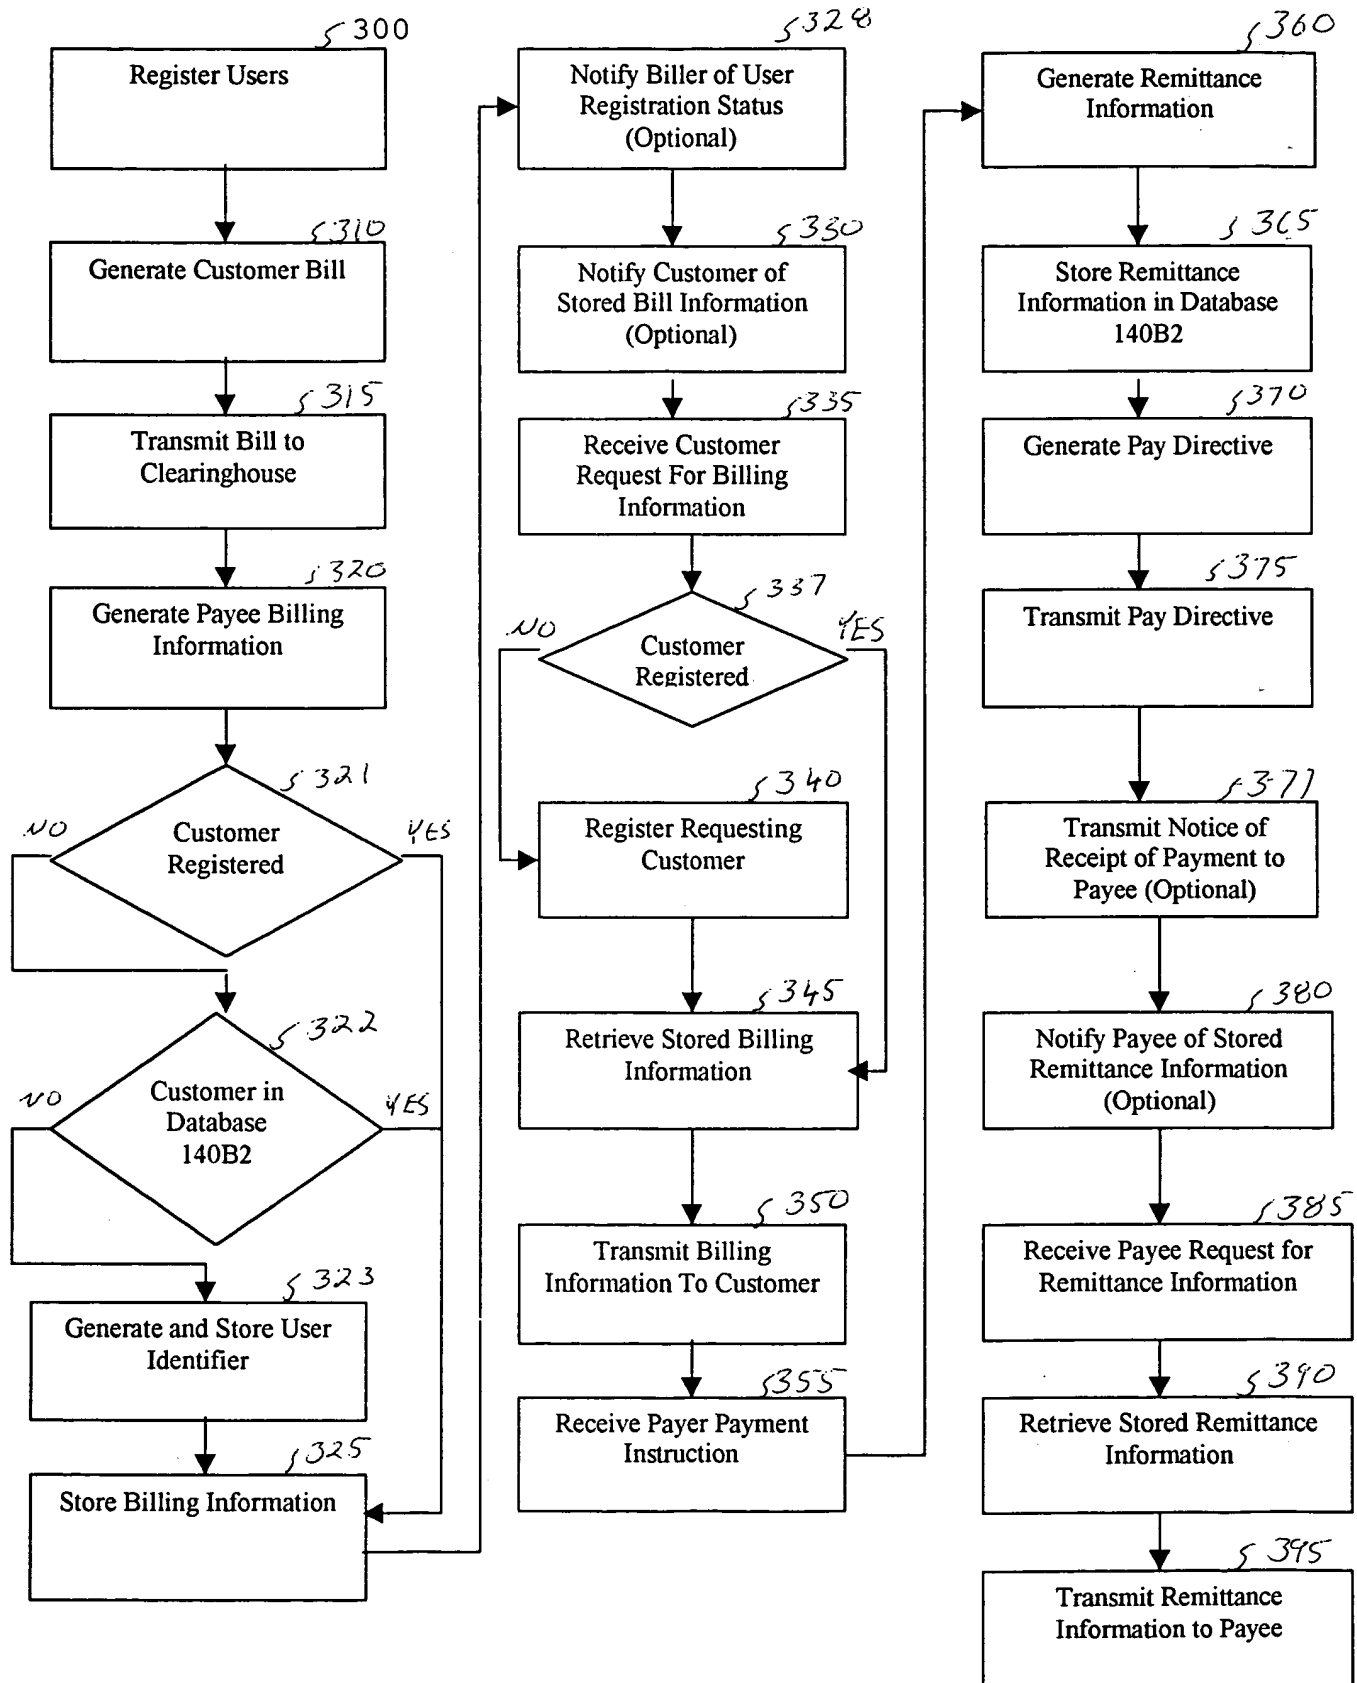 300
Register Users
310
Generate Customer Bill
315
Transmit Bill to
Clearinghouse
320
Generate Payee Billing
Information
321
NO
Customer
Registered
YES
322
NO
Customer in
Database
140B2
YES
323
Generate and Store User
Identifier
325
Store Billing Information
328
Notify Biller of User
Registration Status
(Optional)
330
Notify Customer of
Stored Bill Information
(Optional)
335
Receive Customer
Request For Billing
Information
337
NO
Customer
Registered
YES
340
Register Requesting
Customer
345
Retrieve Stored Billing
Information
350
Transmit Billing
Information To Customer
355
Receive Payer Payment
Instruction
360
Generate Remittance
Information
365
Store Remittance
Information in Database
140B2
370
Generate Pay Directive
375
Transmit Pay Directive
377
Transmit Notice of
Receipt of Payment to
Payee (Optional)
380
Notify Payee of Stored
Remittance Information
(Optional)
385
Receive Payee Request for
Remittance Information
390
Retrieve Stored Remittance
Information
395
Transmit Remittance
Information to Payee